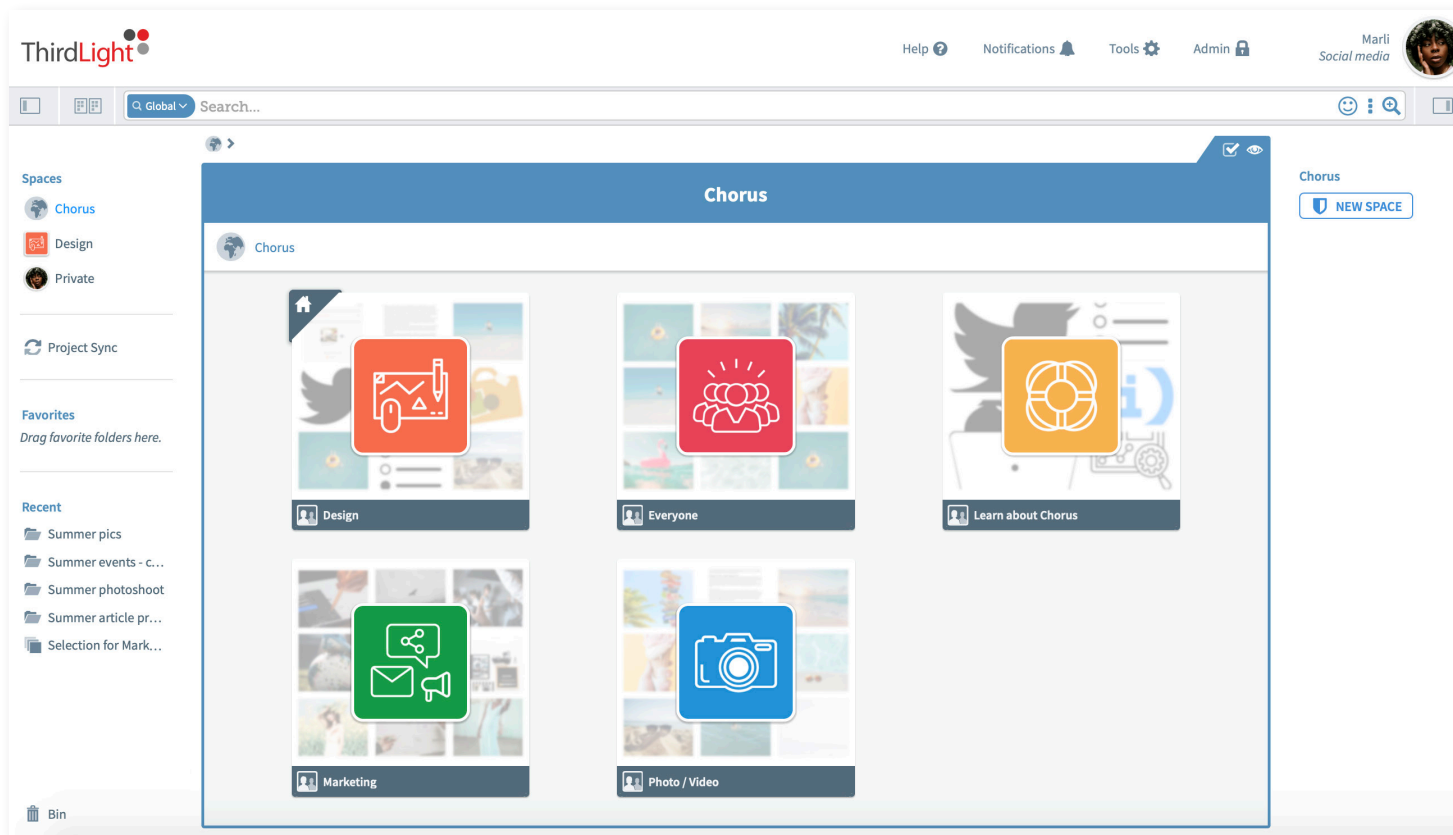 ThirdLight
Help
Notifications
Tools
Admin
Marli
Social media
Global
Search...
Spaces
Chorus
Design
Private
Project Sync
Favorites
Drag favorite folders here.
Recent
Summer pics
Summer events - c...
Summer photoshoot
Summer article pr...
Selection for Mark...
Bin
Chorus
Chorus
Design
Everyone
Learn about Chorus
Marketing
Photo / Video
Chorus
NEW SPACE